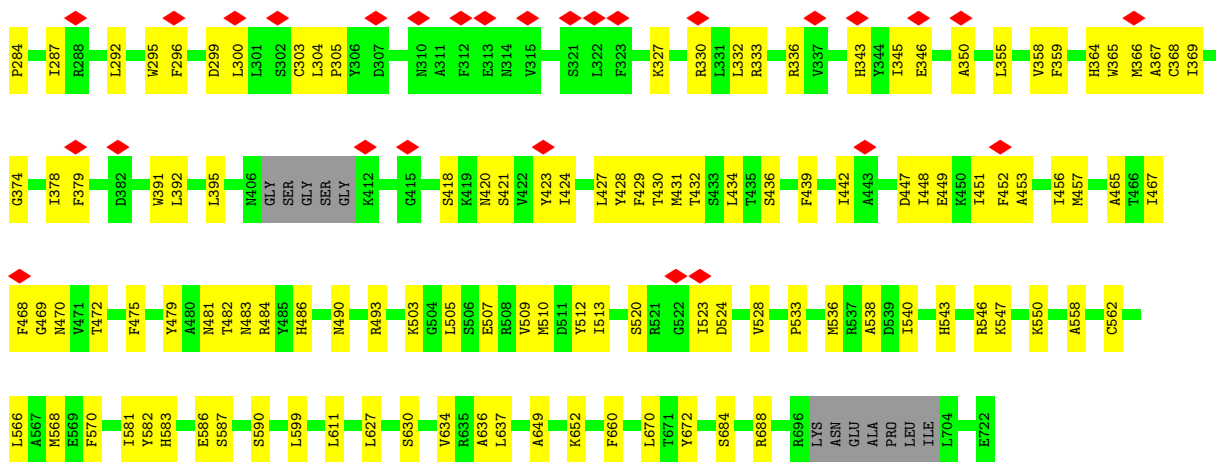 P284 I287 R288 L292 W295 F296 D299 L300 L301 S302 C303 L304 P305 Y306 D307 N310 A311 F312 E313 N314 V315 S321 L322 F323 K327 R330 L331 L332 R333 R336 V337 H343 Y344 I345 E346 A350 L355 V358 F359 H364 W365 M366 A367 C368 I369
G374 I378 F379 D382 W391 L392 L395 N406 GLY SER GLY SER GLY K412 G415 S418 K419 N420 S421 V422 Y423 I424 L427 Y428 F429 T430 M431 T432 S433 L434 T435 S436 F439 I442 A443 D447 I448 E449 K450 I451 F452 A453 I456 M457 A465 T466 I467
F468 G469 N470 V471 T472 F475 Y479 A480 N481 T482 N483 R484 Y485 H486 N490 R493 K503 G504 L505 S506 E507 R508 V509 M510 D511 Y512 I513 S520 R521 G522 I523 D524 V528 P533 M536 R537 A538 D539 I540 H543 R546 K547 K550 A558 C562
L566 A567 M568 E569 F570 I581 Y582 H583 E586 S587 S590 L599 L611 L627 S630 V634 R635 A636 L637 A649 K652 F660 L670 T671 Y672 S684 R688 R696 LYS ASN GLU ALA PRO LEU ILE L704 E722